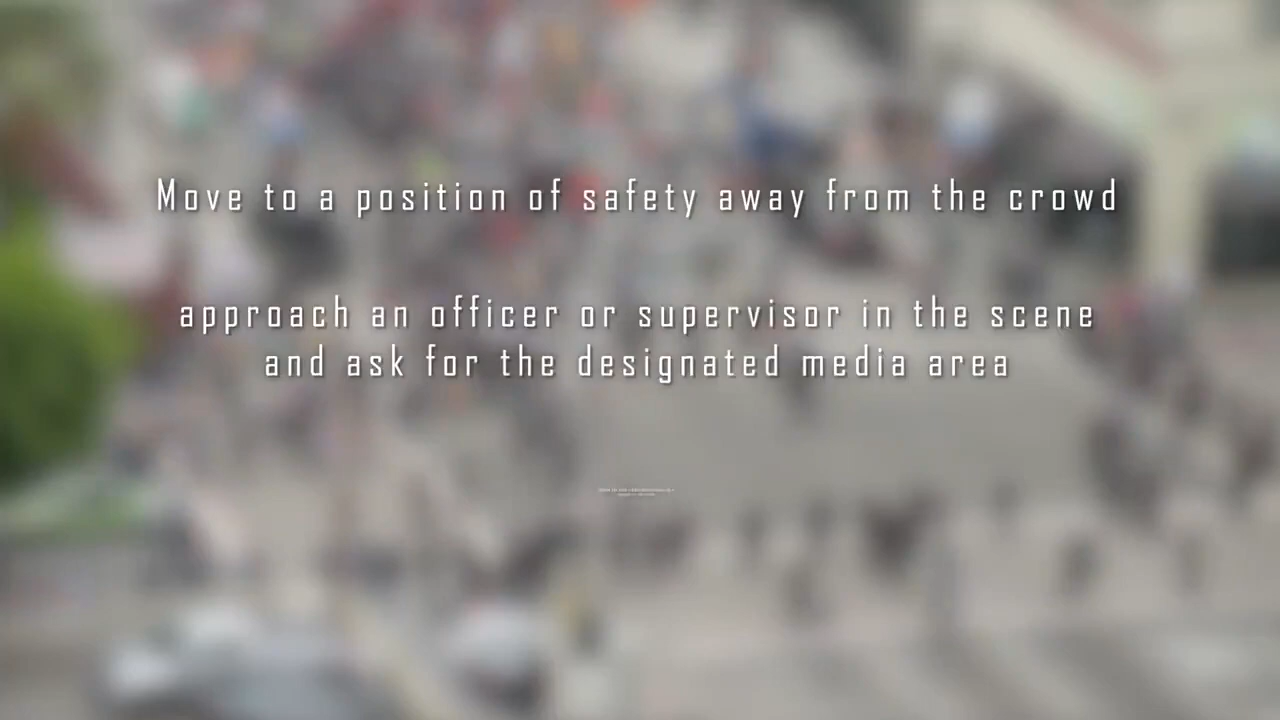 Move to a position of safety away from the crowd
approach an officer or supervisor in the scene
and ask for the designated media area